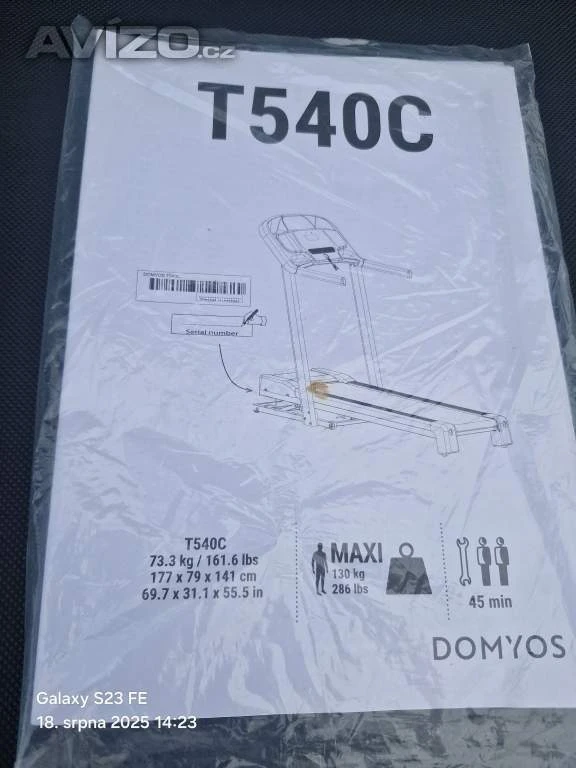 AVÍZO.cz
T540C
Serial number
T540C
73.3 kg / 161.6 lbs
177 x 79 x 141 cm
69.7 x 31.1 x 55.5 in
MAXI
130 kg
286 lbs
45 min
DOMYOS
Galaxy S23 FE
18. srpna 2025 14:23